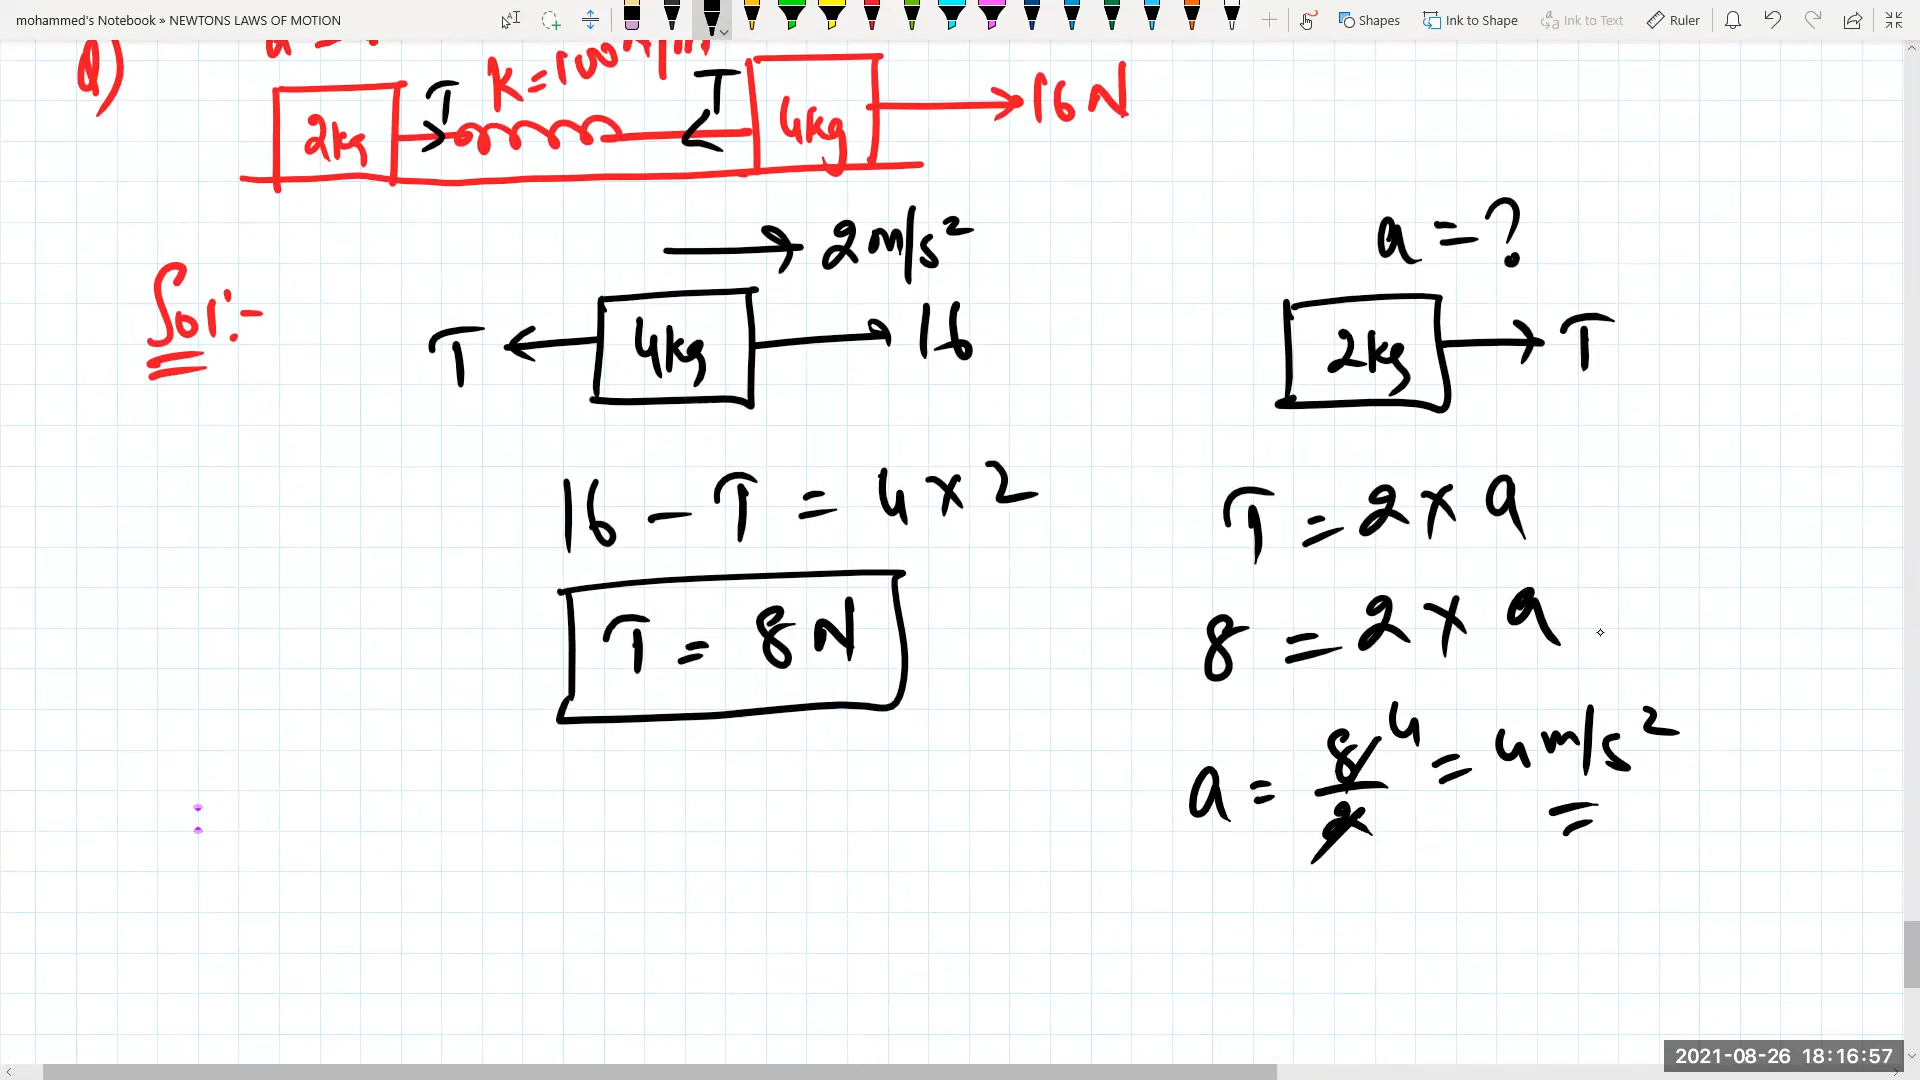 mohammed's Notebook » NEWTONS LAWS OF MOTION
Shapes
Ink to Shape
Ink to Text
Ruler
Q)
K=100N/m
T
T
2kg
4kg
16N
2m/s²
a=?
Sol:-
T
4kg
16
2kg
T
16 - T = 4 x 2
T = 2 x a
T = 8N
8 = 2 x a
a = 8/2 4 = 4m/s²
2021-08-26 18:16:57